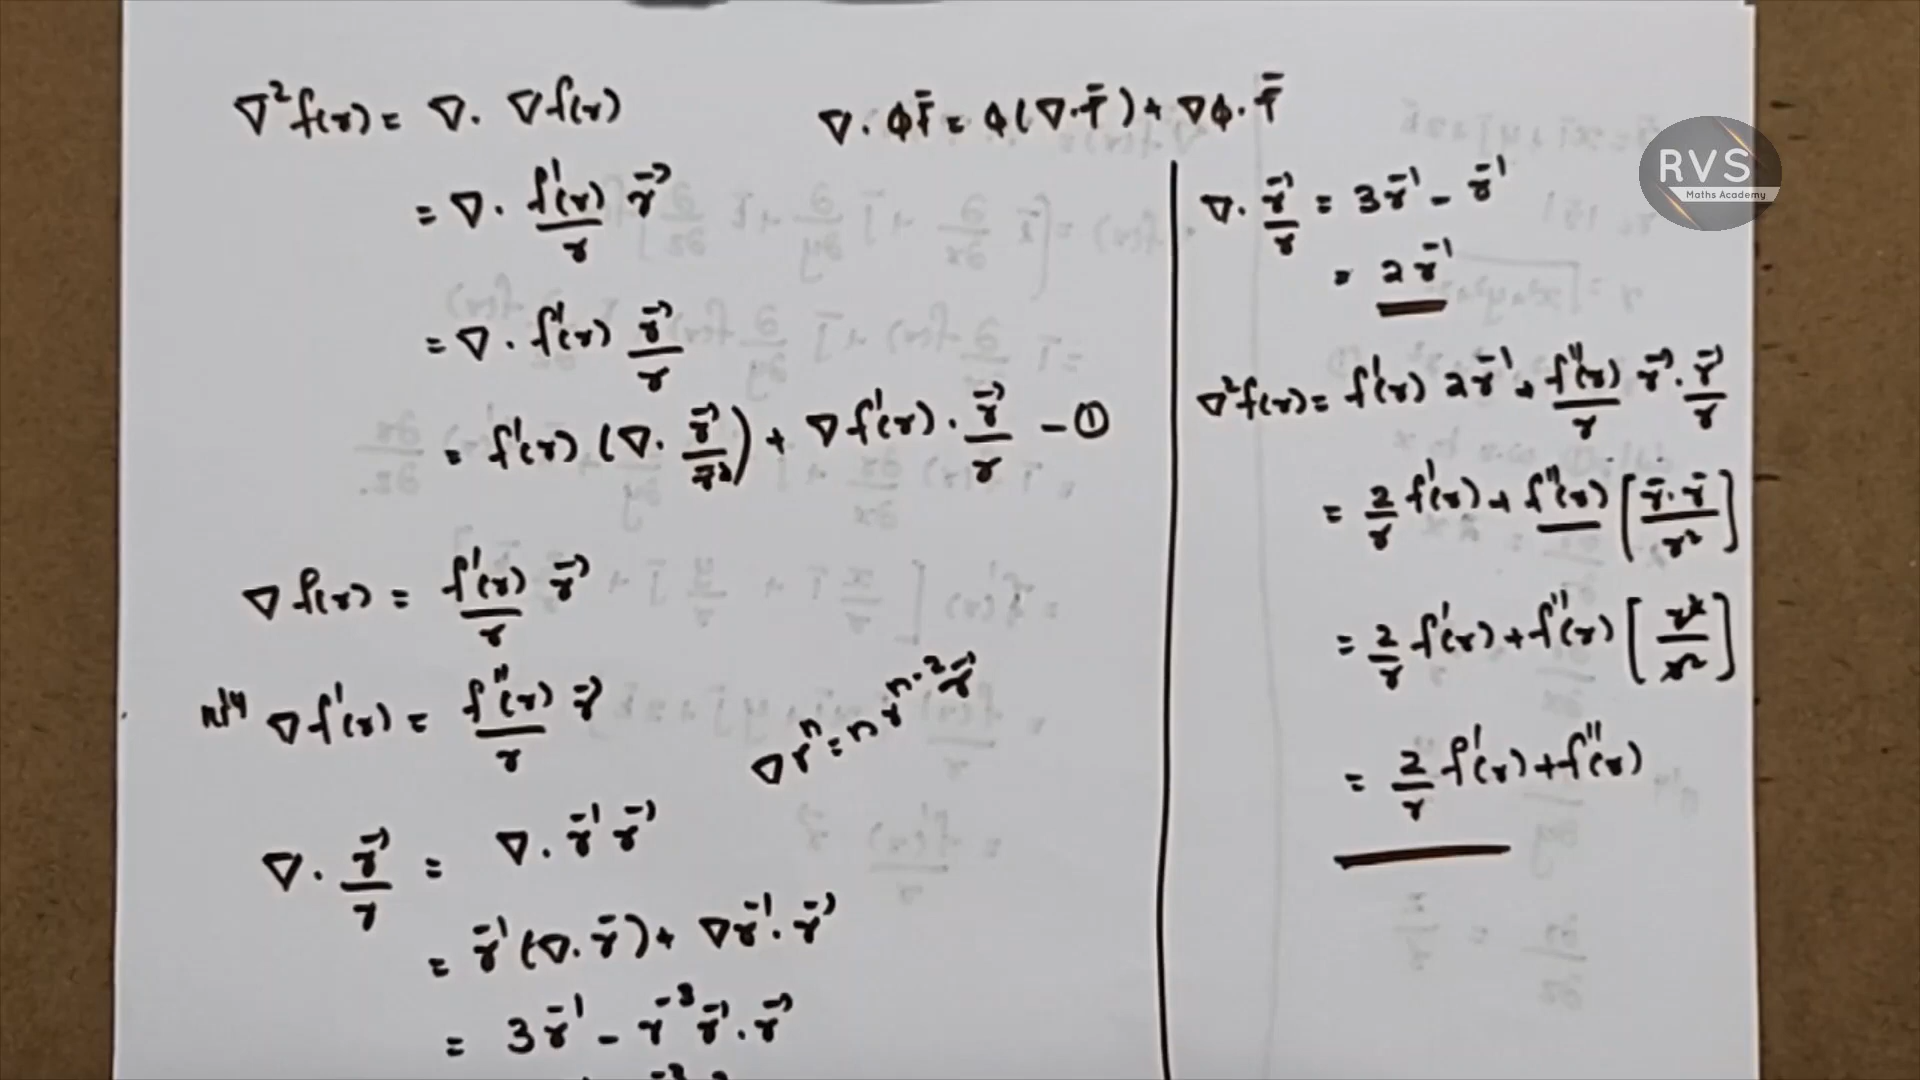 ∇²f(r) = ∇. ∇f(r)
= ∇. f'(r)/r r⃗
= ∇. f'(r) r⃗/r
= f'(r) (∇. r⃗/r⃗) + ∇f'(r). r⃗/r - ①
∇f(r) = f'(r)/r r⃗
∇f'(r) = f''(r)/r r⃗
∇rⁿ = n rⁿ⁻² r⃗
∇. r⃗/r = ∇. r⁻¹ r⃗
= r⁻¹(∇. r̄) + ∇r⁻¹. r⃗
= 3r⁻¹ - r⁻³ r⃗. r⃗
∇. φF̄ = φ(∇.F̄) + ∇φ. F̄
∇. r⃗/r = 3r⁻¹ - r⁻¹
= 2r⁻¹
∇²f(r) = f'(r) 2r⁻¹ + f''(r)/r r⃗. r⃗/r
= 2/r f'(r) + f''(r) [r̄. r̄/r²]
= 2/r f'(r) + f''(r) [r²/r²]
= 2/r f'(r) + f''(r)
RVS
Maths Academy